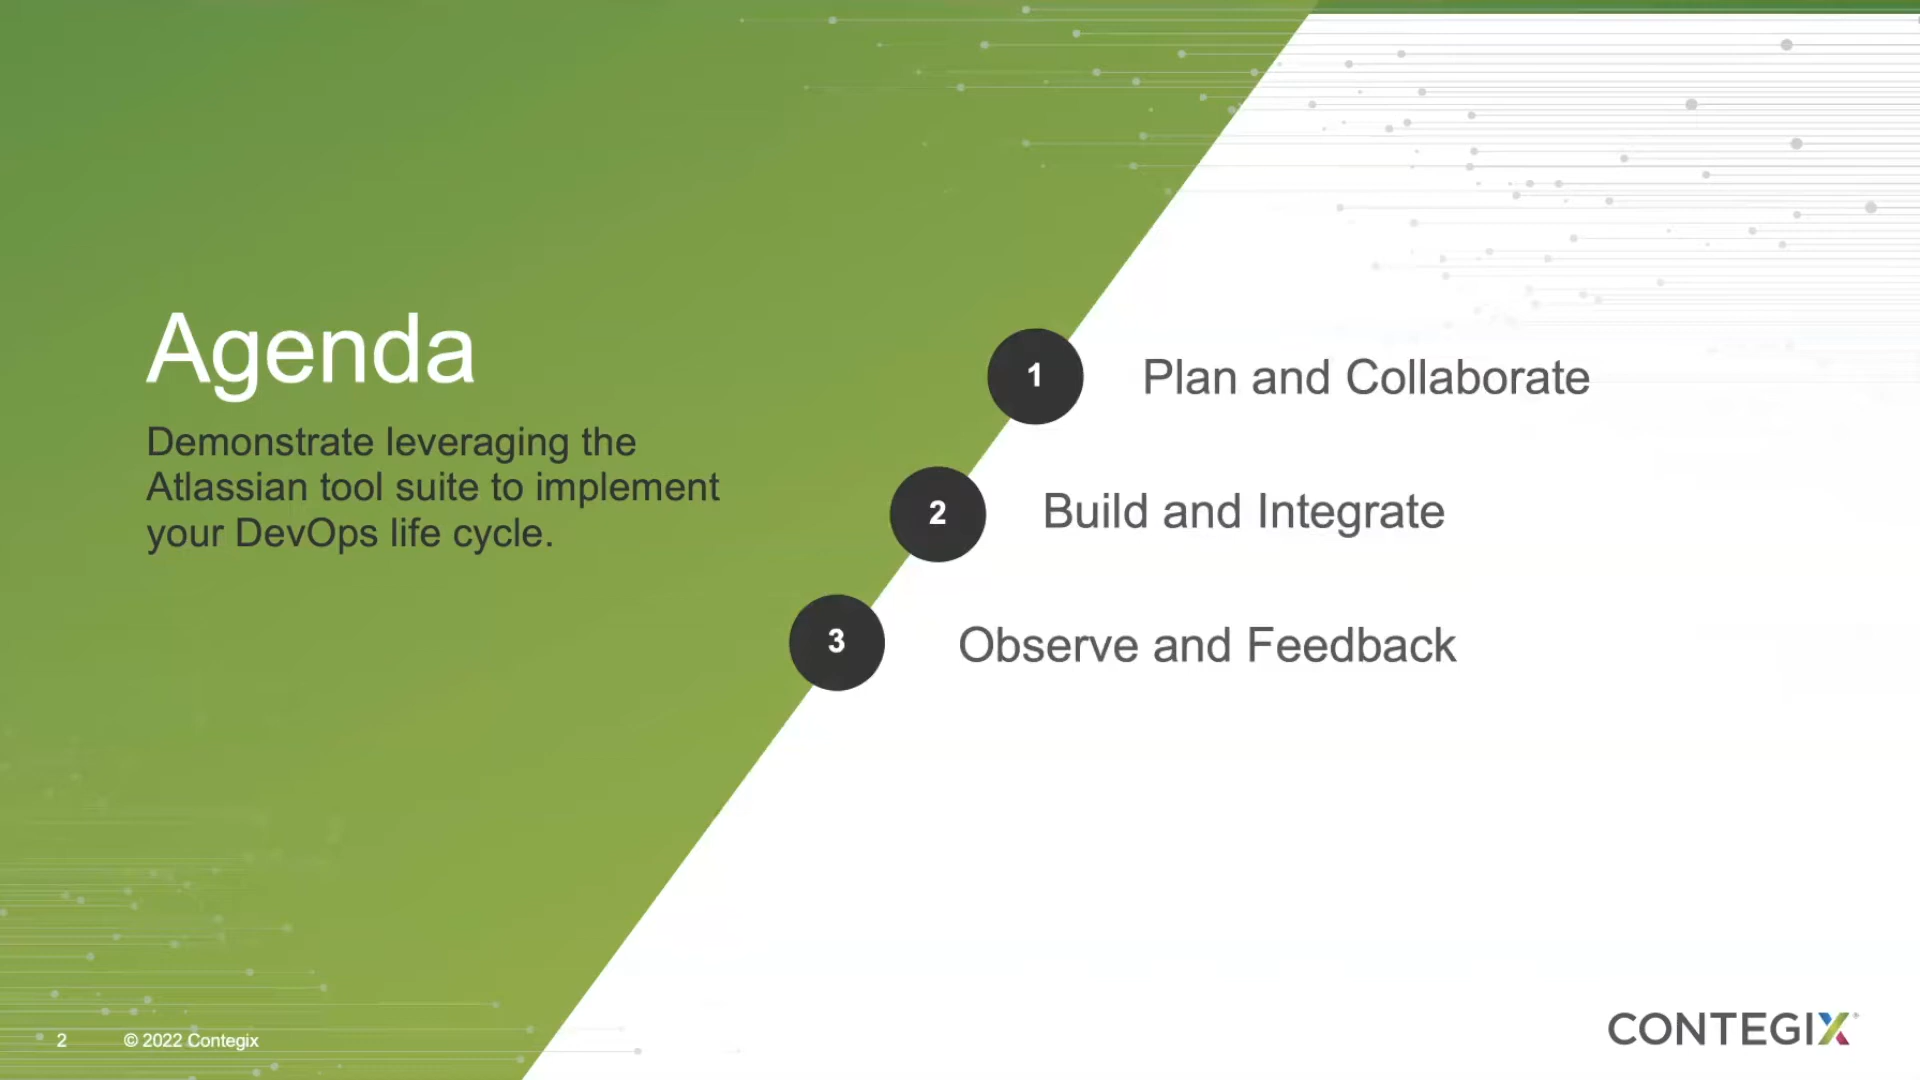 Agenda
Demonstrate leveraging the
Atlassian tool suite to implement
your DevOps life cycle.
1 Plan and Collaborate
2 Build and Integrate
3 Observe and Feedback
2 © 2022 Contegix
CONTEGIX